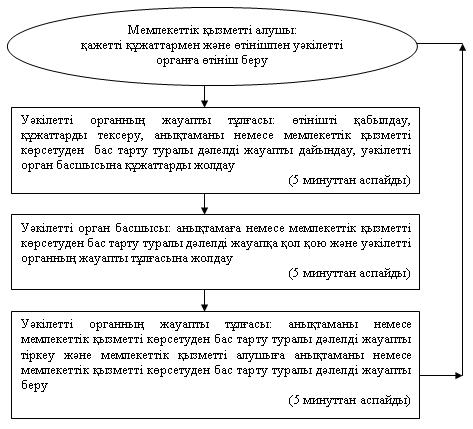 Мемлекеттік қызметті алушы:
қажетті құжаттармен және өтінішпен уәкілетті
органға өтініш беру
Уәкілетті органның жауапты тұлғасы: өтінішті қабылдау,
құжаттарды тексеру, анықтаманы немесе мемлекеттік қызметті
көрсетуден бас тарту туралы дәлелді жауапты дайындау, уәкілетті
орган басшысына құжаттарды жолдау
(5 минуттан аспайды)
Уәкілетті орган басшысы: анықтамаға немесе мемлекеттік қызметті
көрсетуден бас тарту туралы дәлелді жауапқа қол қою және уәкілетті
органның жауапты тұлғасына жолдау
(5 минуттан аспайды)
Уәкілетті органның жауапты тұлғасы: анықтаманы немесе
мемлекеттік қызметті көрсетуден бас тарту туралы дәлелді жауапты
тіркеу және мемлекеттік қызметті алушыға анықтаманы немесе
мемлекеттік қызметті көрсетуден бас тарту туралы дәлелді жауапты
беру
(5 минуттан аспайды)